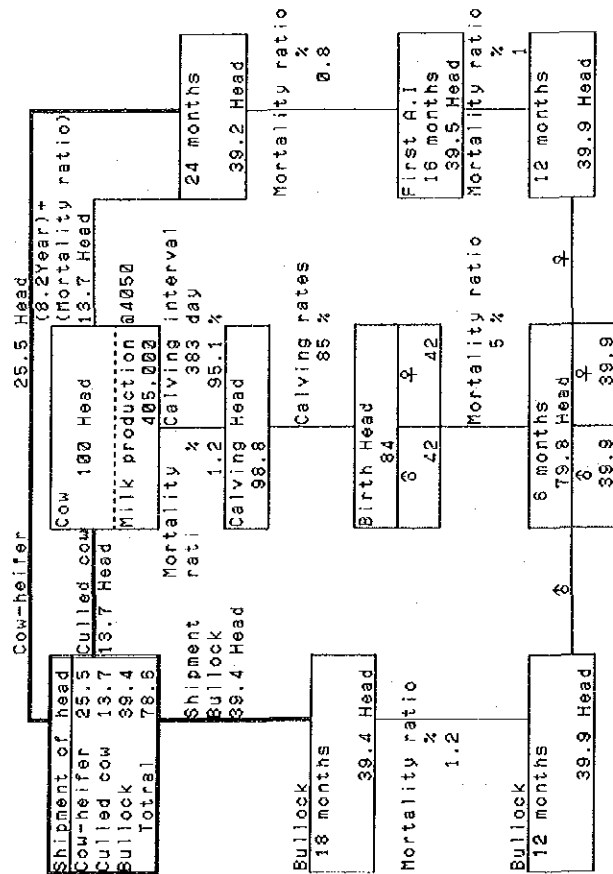 Cow-heifer 25.5 Head
Shipment of head
Cow-heifer 25.5
Culled cow 13.7
Bullock 39.4
Totral 78.6
Culled cow
13.7 Head
Cow
100 Head
Milk production @4050
405,000
(8.2Year)+
(Mortality ratio)
13.7 Head
24 months
39.2 Head
Mortality
%
1.2
Calving interval
383 day
95.1 %
Shipment rati
Bullock
39.4 Head
Calving Head
98.8
Mortality ratio
%
0.8
Calving rates
85 %
Bullock
18 months
39.4 Head
Birth Head
84
♂ ♀
42 42
First A.I
16 months
39.5 Head
Mortality ratio
%
1.2
Mortality ratio
5 %
Mortality ratio
%
1
Bullock
12 months
39.9 Head
♂
6 months
79.8 Head
♂ ♀
39.9 39.9
♀
12 months
39.9 Head